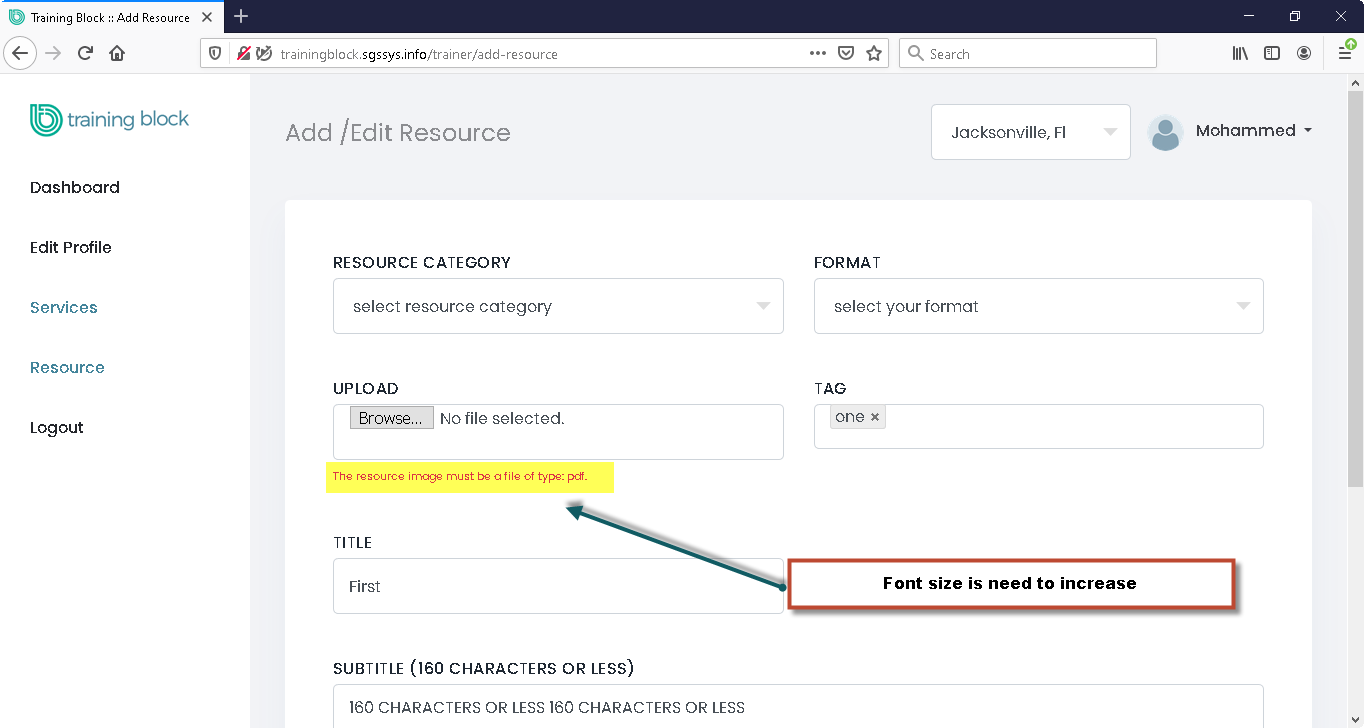 Training Block :: Add Resource
trainingblock.sgssys.info/trainer/add-resource
Search
training block
Add /Edit Resource
Jacksonville, Fl
Mohammed
Dashboard
Edit Profile
Services
Resource
Logout
RESOURCE CATEGORY
FORMAT
select resource category
select your format
UPLOAD
TAG
Browse... No file selected.
one ×
The resource image must be a file of type: pdf.
TITLE
First
Font size is need to increase
SUBTITLE (160 CHARACTERS OR LESS)
160 CHARACTERS OR LESS 160 CHARACTERS OR LESS